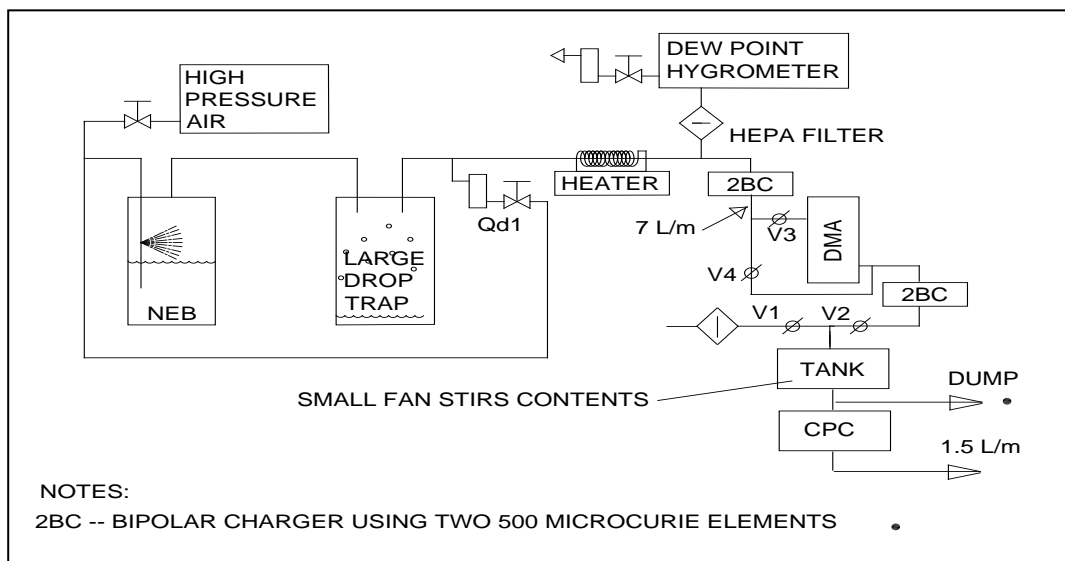 DEW POINT
HYGROMETER
HIGH
PRESSURE
AIR
HEPA FILTER
HEATER
2BC
Qd1
7 L/m
V3
DMA
LARGE
DROP
TRAP
V4
NEB
2BC
V1
V2
TANK
SMALL FAN STIRS CONTENTS
DUMP
CPC
1.5 L/m
NOTES:
2BC -- BIPOLAR CHARGER USING TWO 500 MICROCURIE ELEMENTS